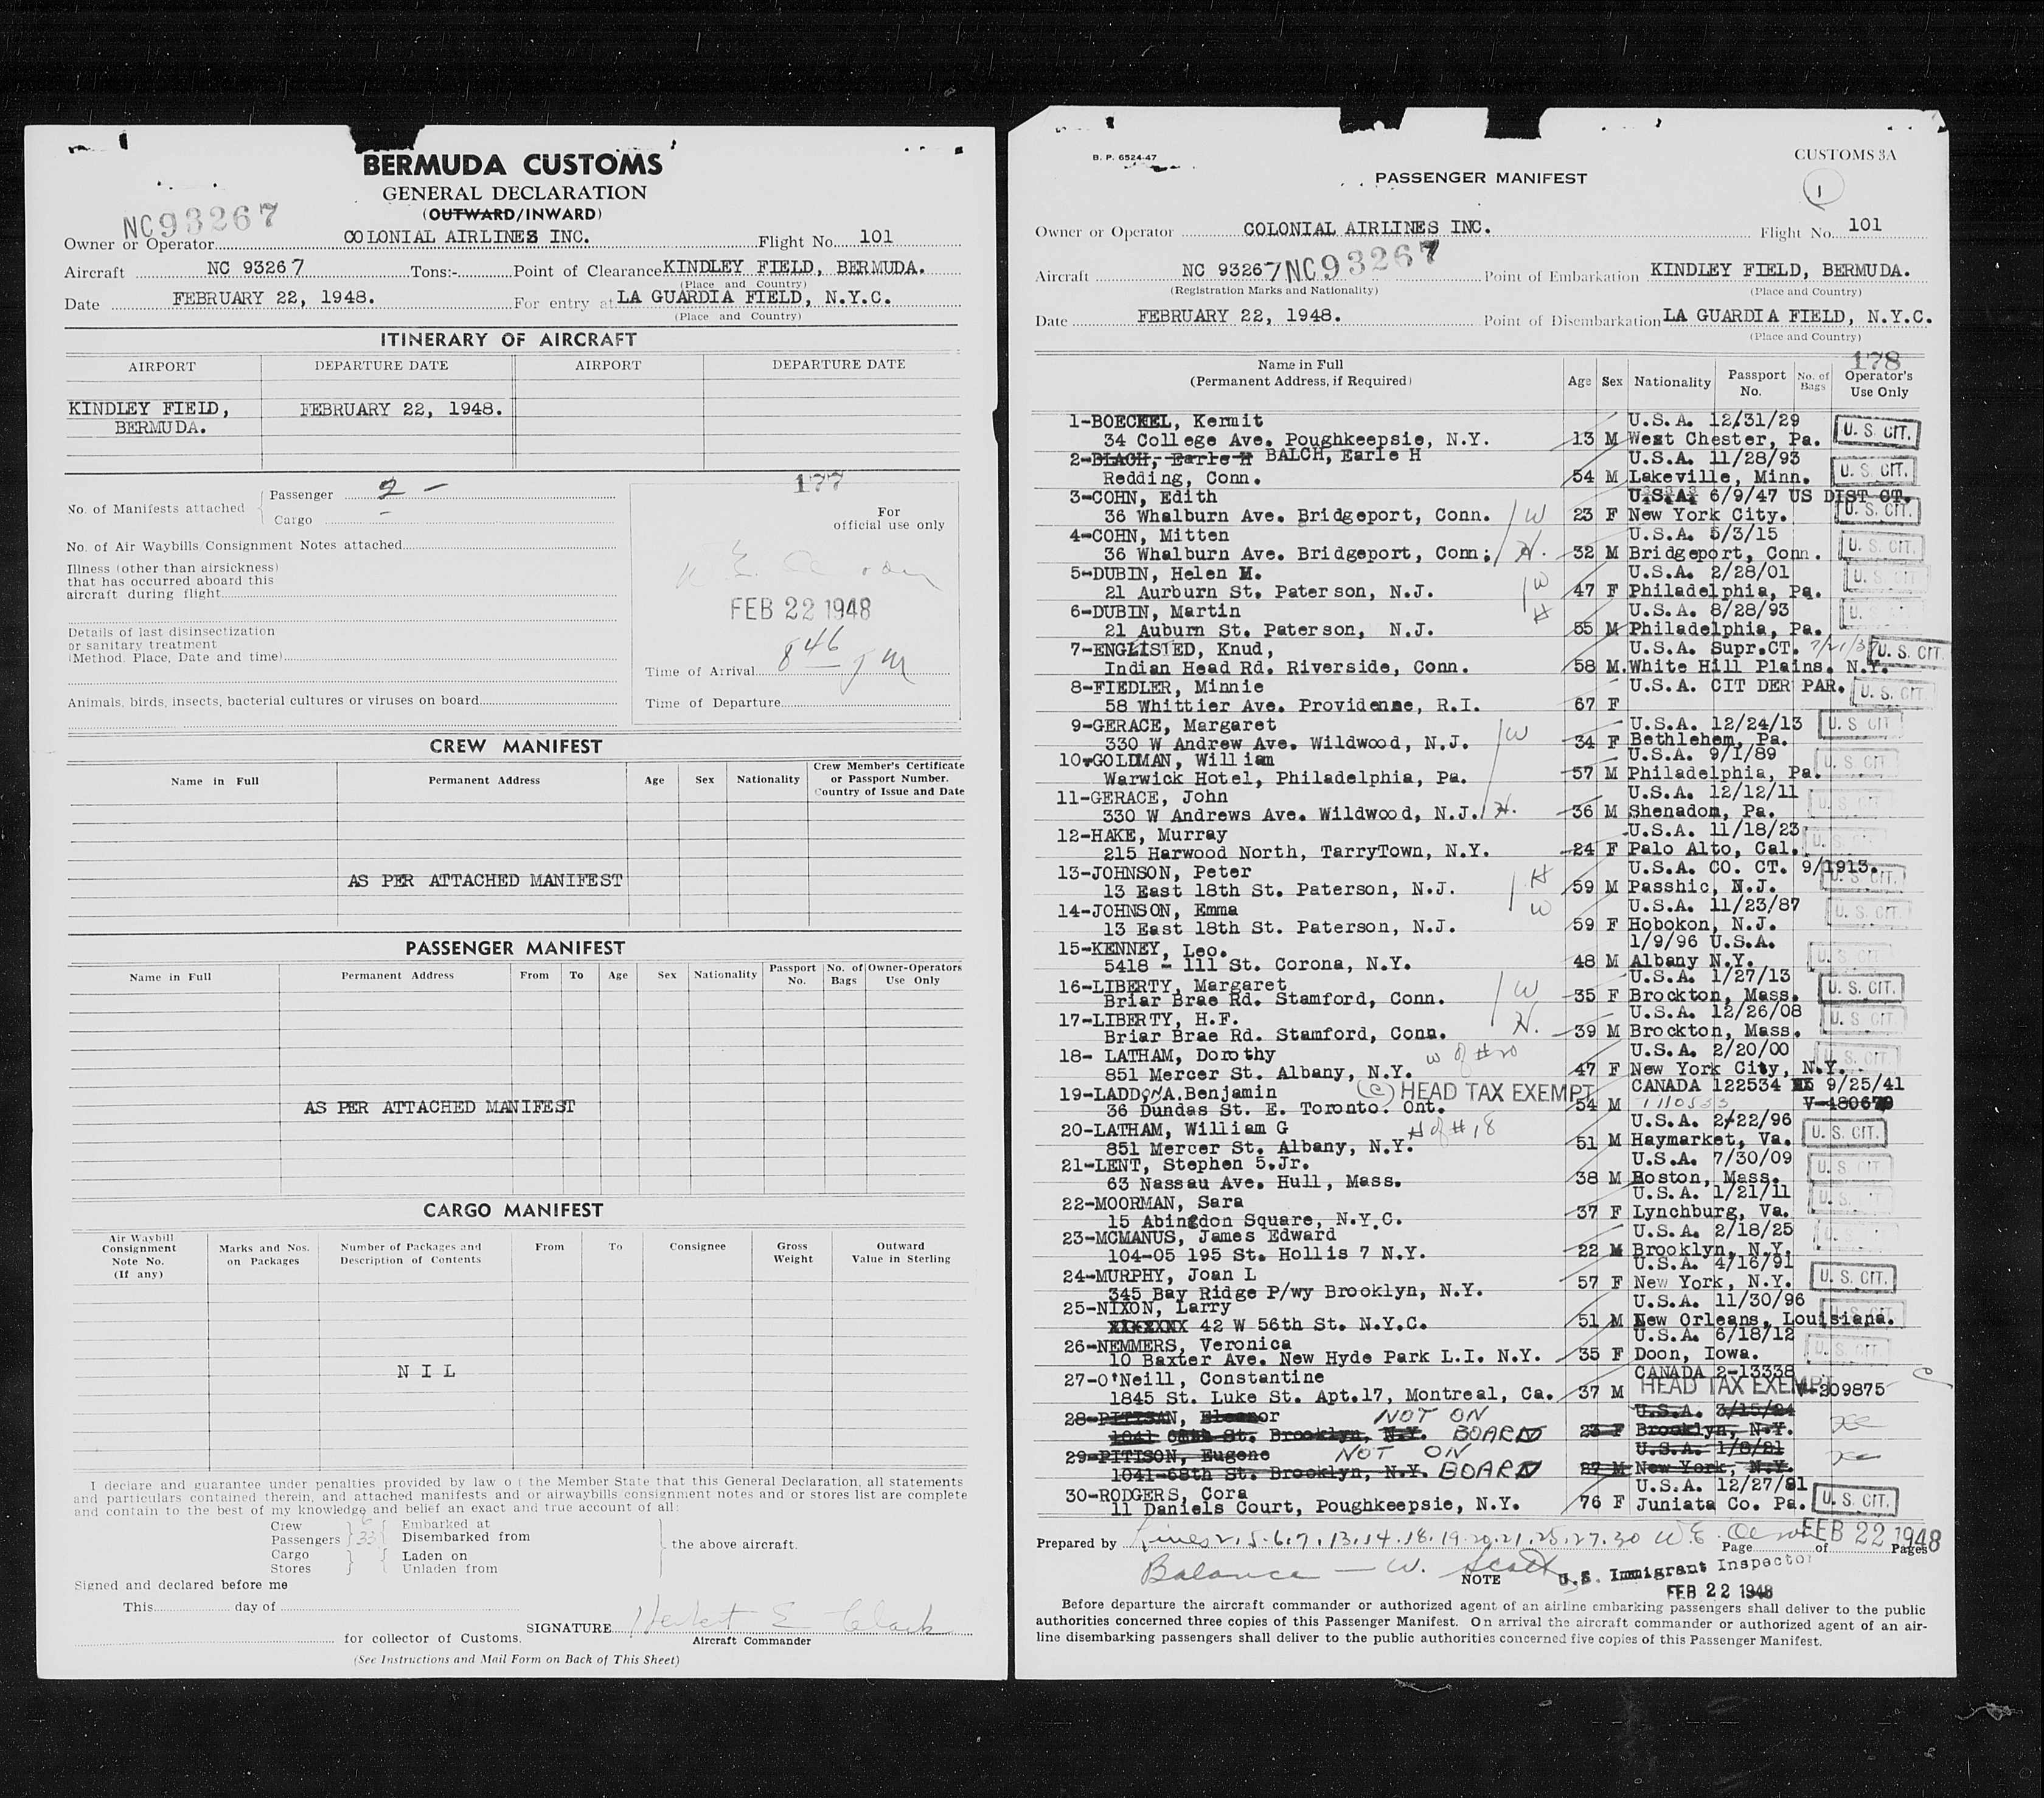 BERMUDA CUSTOMS
GENERAL DECLARATION
(OUTWARD/INWARD)
NC93267
Owner or Operator COLONIAL AIRLINES INC. Flight No. 101
Aircraft NC 93267 Tons:- Point of Clearance KINDLEY FIELD, BERMUDA.
(Place and Country)
Date FEBRUARY 22, 1948. For entry at LA GUARDIA FIELD, N.Y.C.
(Place and Country)
ITINERARY OF AIRCRAFT
AIRPORT DEPARTURE DATE AIRPORT DEPARTURE DATE
KINDLEY FIELD, FEBRUARY 22, 1948.
BERMUDA.
177
No. of Manifests attached Passenger 2 -
Cargo -
For
official use only
No. of Air Waybills/Consignment Notes attached
Illness (other than airsickness)
that has occurred aboard this
aircraft during flight
FEB 22 1948
Details of last disinsectization
or sanitary treatment
(Method, Place, Date and time)
Time of Arrival 8 46 pm
Animals, birds, insects, bacterial cultures or viruses on board
Time of Departure
CREW MANIFEST
Name in Full Permanent Address Age Sex Nationality Crew Member's Certificate
or Passport Number.
Country of Issue and Date
AS PER ATTACHED MANIFEST
PASSENGER MANIFEST
Name in Full Permanent Address From To Age Sex Nationality Passport No. No. of Bags Owner-Operators Use Only
AS PER ATTACHED MANIFEST
CARGO MANIFEST
Air Waybill
Consignment
Note No.
(If any)
Marks and Nos.
on Packages
Number of Packages and
Description of Contents
From To Consignee Gross
Weight
Outward
Value in Sterling
N I L
I declare and guarantee under penalties provided by law of the Member State that this General Declaration, all statements
and particulars contained therein, and attached manifests and or airwaybills consignment notes and or stores list are complete
and contain to the best of my knowledge and belief an exact and true account of all:
Crew 6 Embarked at
Passengers 33 Disembarked from
Cargo Laden on
Stores Unladen from
the above aircraft.
Signed and declared before me
This day of
SIGNATURE Herbert E Clark
for collector of Customs. Aircraft Commander
(See Instructions and Mail Form on Back of This Sheet)
B. P. 6524-47
CUSTOMS 3A
PASSENGER MANIFEST
1
Owner or Operator COLONIAL AIRLINES INC. Flight No. 101
Aircraft NC 93267 NC93267 Point of Embarkation KINDLEY FIELD, BERMUDA.
(Registration Marks and Nationality) (Place and Country)
Date FEBRUARY 22, 1948. Point of Disembarkation LA GUARDIA FIELD, N.Y.C.
(Place and Country)
178
Name in Full
(Permanent Address, if Required)
Age Sex Nationality Passport No. No. of Bags Operator's Use Only
1-BOECKEL, Kermit U.S.A. 12/31/29
34 College Ave. Poughkeepsie, N.Y. 13 M West Chester, Pa. U. S. CIT.
2-BLACH, Earle H BALCH, Earle H U.S.A. 11/28/93
Redding, Conn. 54 M Lakeville, Minn. U. S. CIT.
3-COHN, Edith U.S.A. 6/9/47 US DIST CT.
36 Whalburn Ave. Bridgeport, Conn. W 23 F New York City. U. S. CIT.
4-COHN, Mitten U.S.A. 5/3/15
36 Whalburn Ave. Bridgeport, Conn; H. 32 M Bridgeport, Conn. U. S. CIT.
5-DUBIN, Helen M. U.S.A. 2/28/01
21 Aurburn St. Paterson, N.J. W 47 F Philadelphia, Pa. U. S. CIT
6-DUBIN, Martin U.S.A. 8/28/93
21 Auburn St. Paterson, N.J. H 55 M Philadelphia, Pa. U.
7-ENGLISTED, Knud, U.S.A. Supr.CT.
Indian Head Rd. Riverside, Conn. 58 M White Hill Plains. N.Y. U. S. CIT.
8-FIEDLER, Minnie U.S.A. CIT DER PAR.
58 Whittier Ave. Providenne, R.I. 67 F U. S. CIT
9-GERACE, Margaret U.S.A. 12/24/13
330 W Andrew Ave. Wildwood, N.J. W 34 F Bethlehem, Pa. U. S CIT
10-GOLDMAN, William U.S.A. 9/1/89
Warwick Hotel, Philadelphia, Pa. 57 M Philadelphia, Pa. U. S CIT
11-GERACE, John U.S.A. 12/12/11
330 W Andrews Ave. Wildwood, N.J. H. 36 M Shenadom, Pa.
12-HAKE, Murray U.S.A. 11/18/23
215 Harwood North, TarryTown, N.Y. 24 F Palo Alto, Cal.
13-JOHNSON, Peter U.S.A. CO. CT. 9/1913.
13 East 18th St. Paterson, N.J. H 59 M Passhic, N.J. U. S. CIT.
14-JOHNSON, Emma U.S.A. 11/23/87
13 East 18th St. Paterson, N.J. W 59 F Hobokon, N.J. U. S. CIT.
15-KENNEY, Leo. 1/9/96 U.S.A.
5418 - 111 St. Corona, N.Y. 48 M Albany N.Y.
16-LIBERTY, Margaret U.S.A. 1/27/13
Briar Brae Rd. Stamford, Conn. W 35 F Brockton, Mass. U. S. CIT.
17-LIBERTY, H.F. U.S.A. 12/26/08
Briar Brae Rd. Stamford, Conn. H. 39 M Brockton, Mass. U. S CIT
18- LATHAM, Dorothy w of #20 U.S.A. 2/20/00
851 Mercer St. Albany, N.Y. 47 F New York City, N.Y.
19-LADDON A.Benjamin (C) HEAD TAX EXEMPT CANADA 122534 9/25/41
36 Dundas St. E. Toronto. Ont. 54 M V-480679
20-LATHAM, William G H of #18 U.S.A. 2/22/96
851 Mercer St. Albany, N.Y. 51 M Haymarket, Va. U. S. CIT.
21-LENT, Stephen S.Jr. U.S.A. 7/30/09
63 Nassau Ave. Hull, Mass. 38 M Boston, Mass. U. S. CIT
22-MOORMAN, Sara U.S.A. 1/21/11
15 Abingdon Square, N.Y.C. 37 F Lynchburg, Va.
23-MCMANUS, James Edward U.S.A. 2/18/25
104-05 195 St. Hollis 7 N.Y. 22 M Brooklyn, N.Y.
24-MURPHY, Joan L U.S.A. 4/16/91
345 Bay Ridge P/wy Brooklyn, N.Y. 57 F New York, N.Y. U. S. CIT.
25-NIXON, Larry U.S.A. 11/30/96
42 W 56th St. N.Y.C. 51 M New Orleans, Louisiana.
26-NEMMERS, Veronica U.S.A. 6/18/12
10 Baxter Ave. New Hyde Park L.I. N.Y. 35 F Doon, Iowa.
27-O'Neill, Constantine CANADA 2-13338 C
1845 St. Luke St. Apt.17, Montreal, Ca. 37 M HEAD TAX EXEMPT V-209875
28-PITISAN, Eleanor NOT ON U.S.A. 3/15/24
1041 68th St. Brooklyn, N.Y. BOARD 23 F Brooklyn, N.Y.
29-PITISON, Eugene NOT ON U.S.A. 1/8/21
1041-68th St. Brooklyn, N.Y. BOARD 27 M New York, N.Y.
30-RODGERS, Cora U.S.A. 12/27/81
11 Daniels Court, Poughkeepsie, N.Y. 76 F Juniata Co. Pa. U. S. CIT.
Prepared by Lines 2.5.6.7.13.14.18.19.20.21.25.27.30 W.E. FEB 22 1948
Page of Pages
Balance - W. Scott U.S. Immigrant Inspector
NOTE FEB 22 1948
Before departure the aircraft commander or authorized agent of an airline embarking passengers shall deliver to the public
authorities concerned three copies of this Passenger Manifest. On arrival the aircraft commander or authorized agent of an air-
line disembarking passengers shall deliver to the public authorities concerned five copies of this Passenger Manifest.